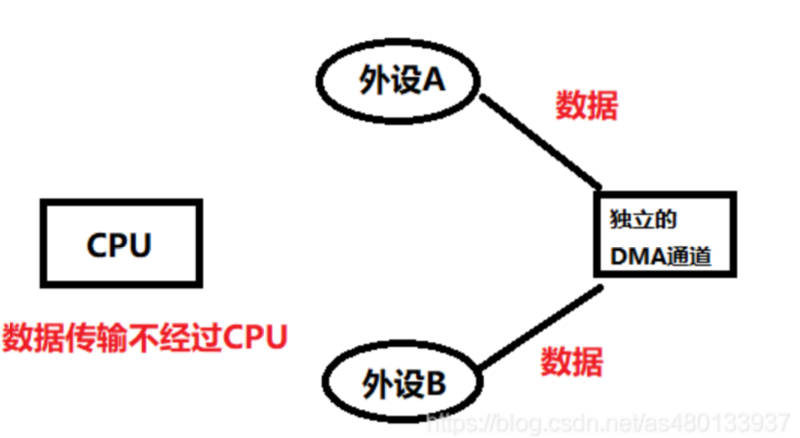 外设A
数据
独立的
DMA通道
CPU
数据传输不经过CPU
数据
外设B
https://blog.csdn.net/as480133937